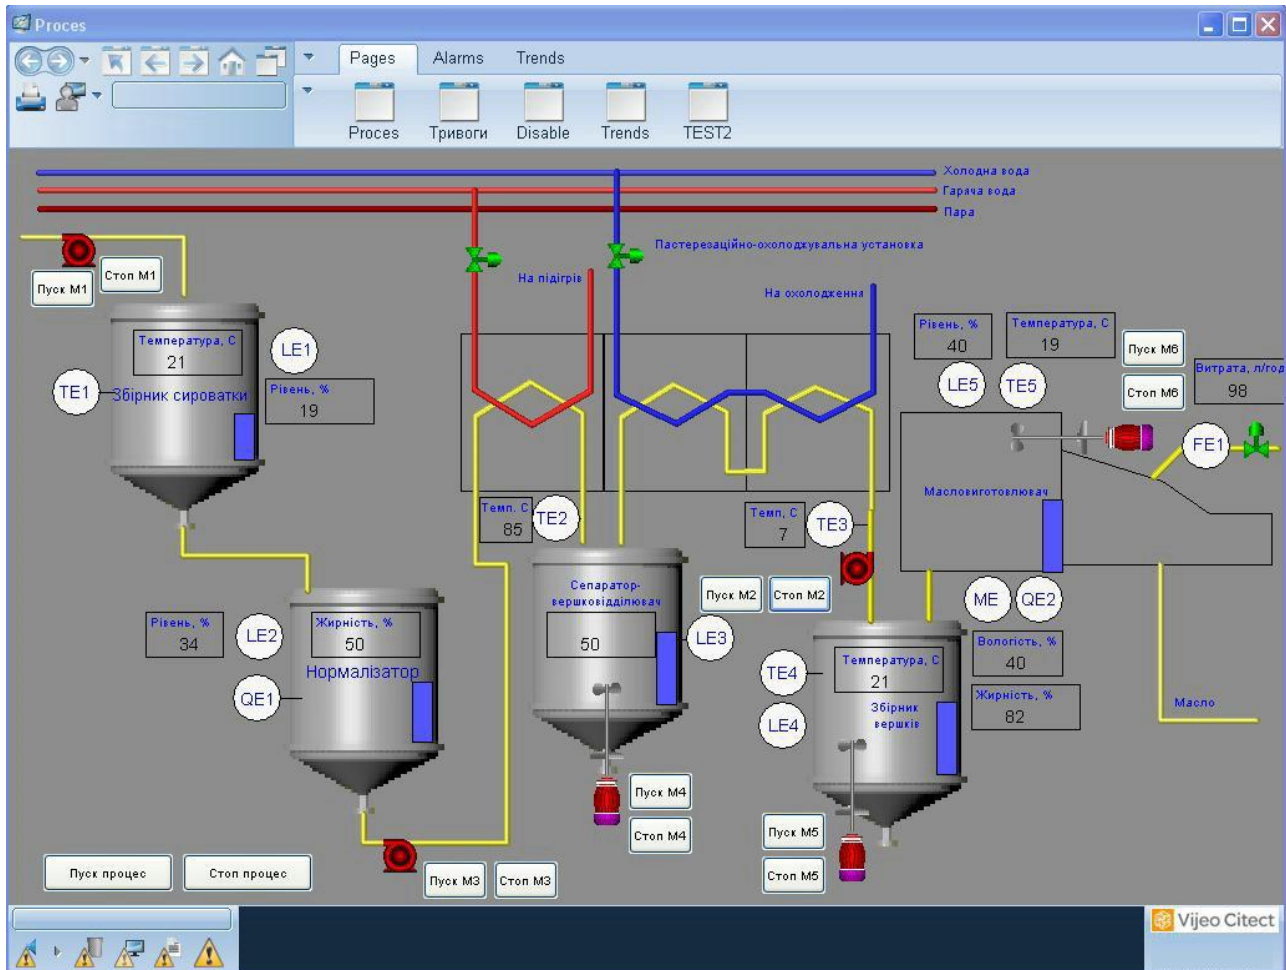 Proces
Pages Alarms Trends
Proces Тривоги Disable Trends TEST2
Холодна вода
Гаряча вода
Пара
Пастерезаційно-охолоджувальна установка
Пуск М1
Стоп М1
На підігрів
На охолодження
Температура, С
21
LE1
TE1
Збірник сироватки
Рівень, %
19
Рівень, %
40
Температура, С
19
Пуск М6
Стоп М6
Витрата, л/год
98
LE5
TE5
FE1
Масловиготовлювач
Темп. С
85
TE2
Темп, С
7
TE3
Сепаратор-
вершковідділювач
50
LE3
Пуск М2
Стоп М2
ME
QE2
Рівень, %
34
LE2
Жирність, %
50
Нормалізатор
QE1
TE4
Температура, С
21
LE4
Збірник
вершків
Вологість, %
40
Жирність, %
82
Масло
Пуск М4
Стоп М4
Пуск М5
Стоп М5
Пуск процес
Стоп процес
Пуск М3
Стоп М3
Vijeo Citect